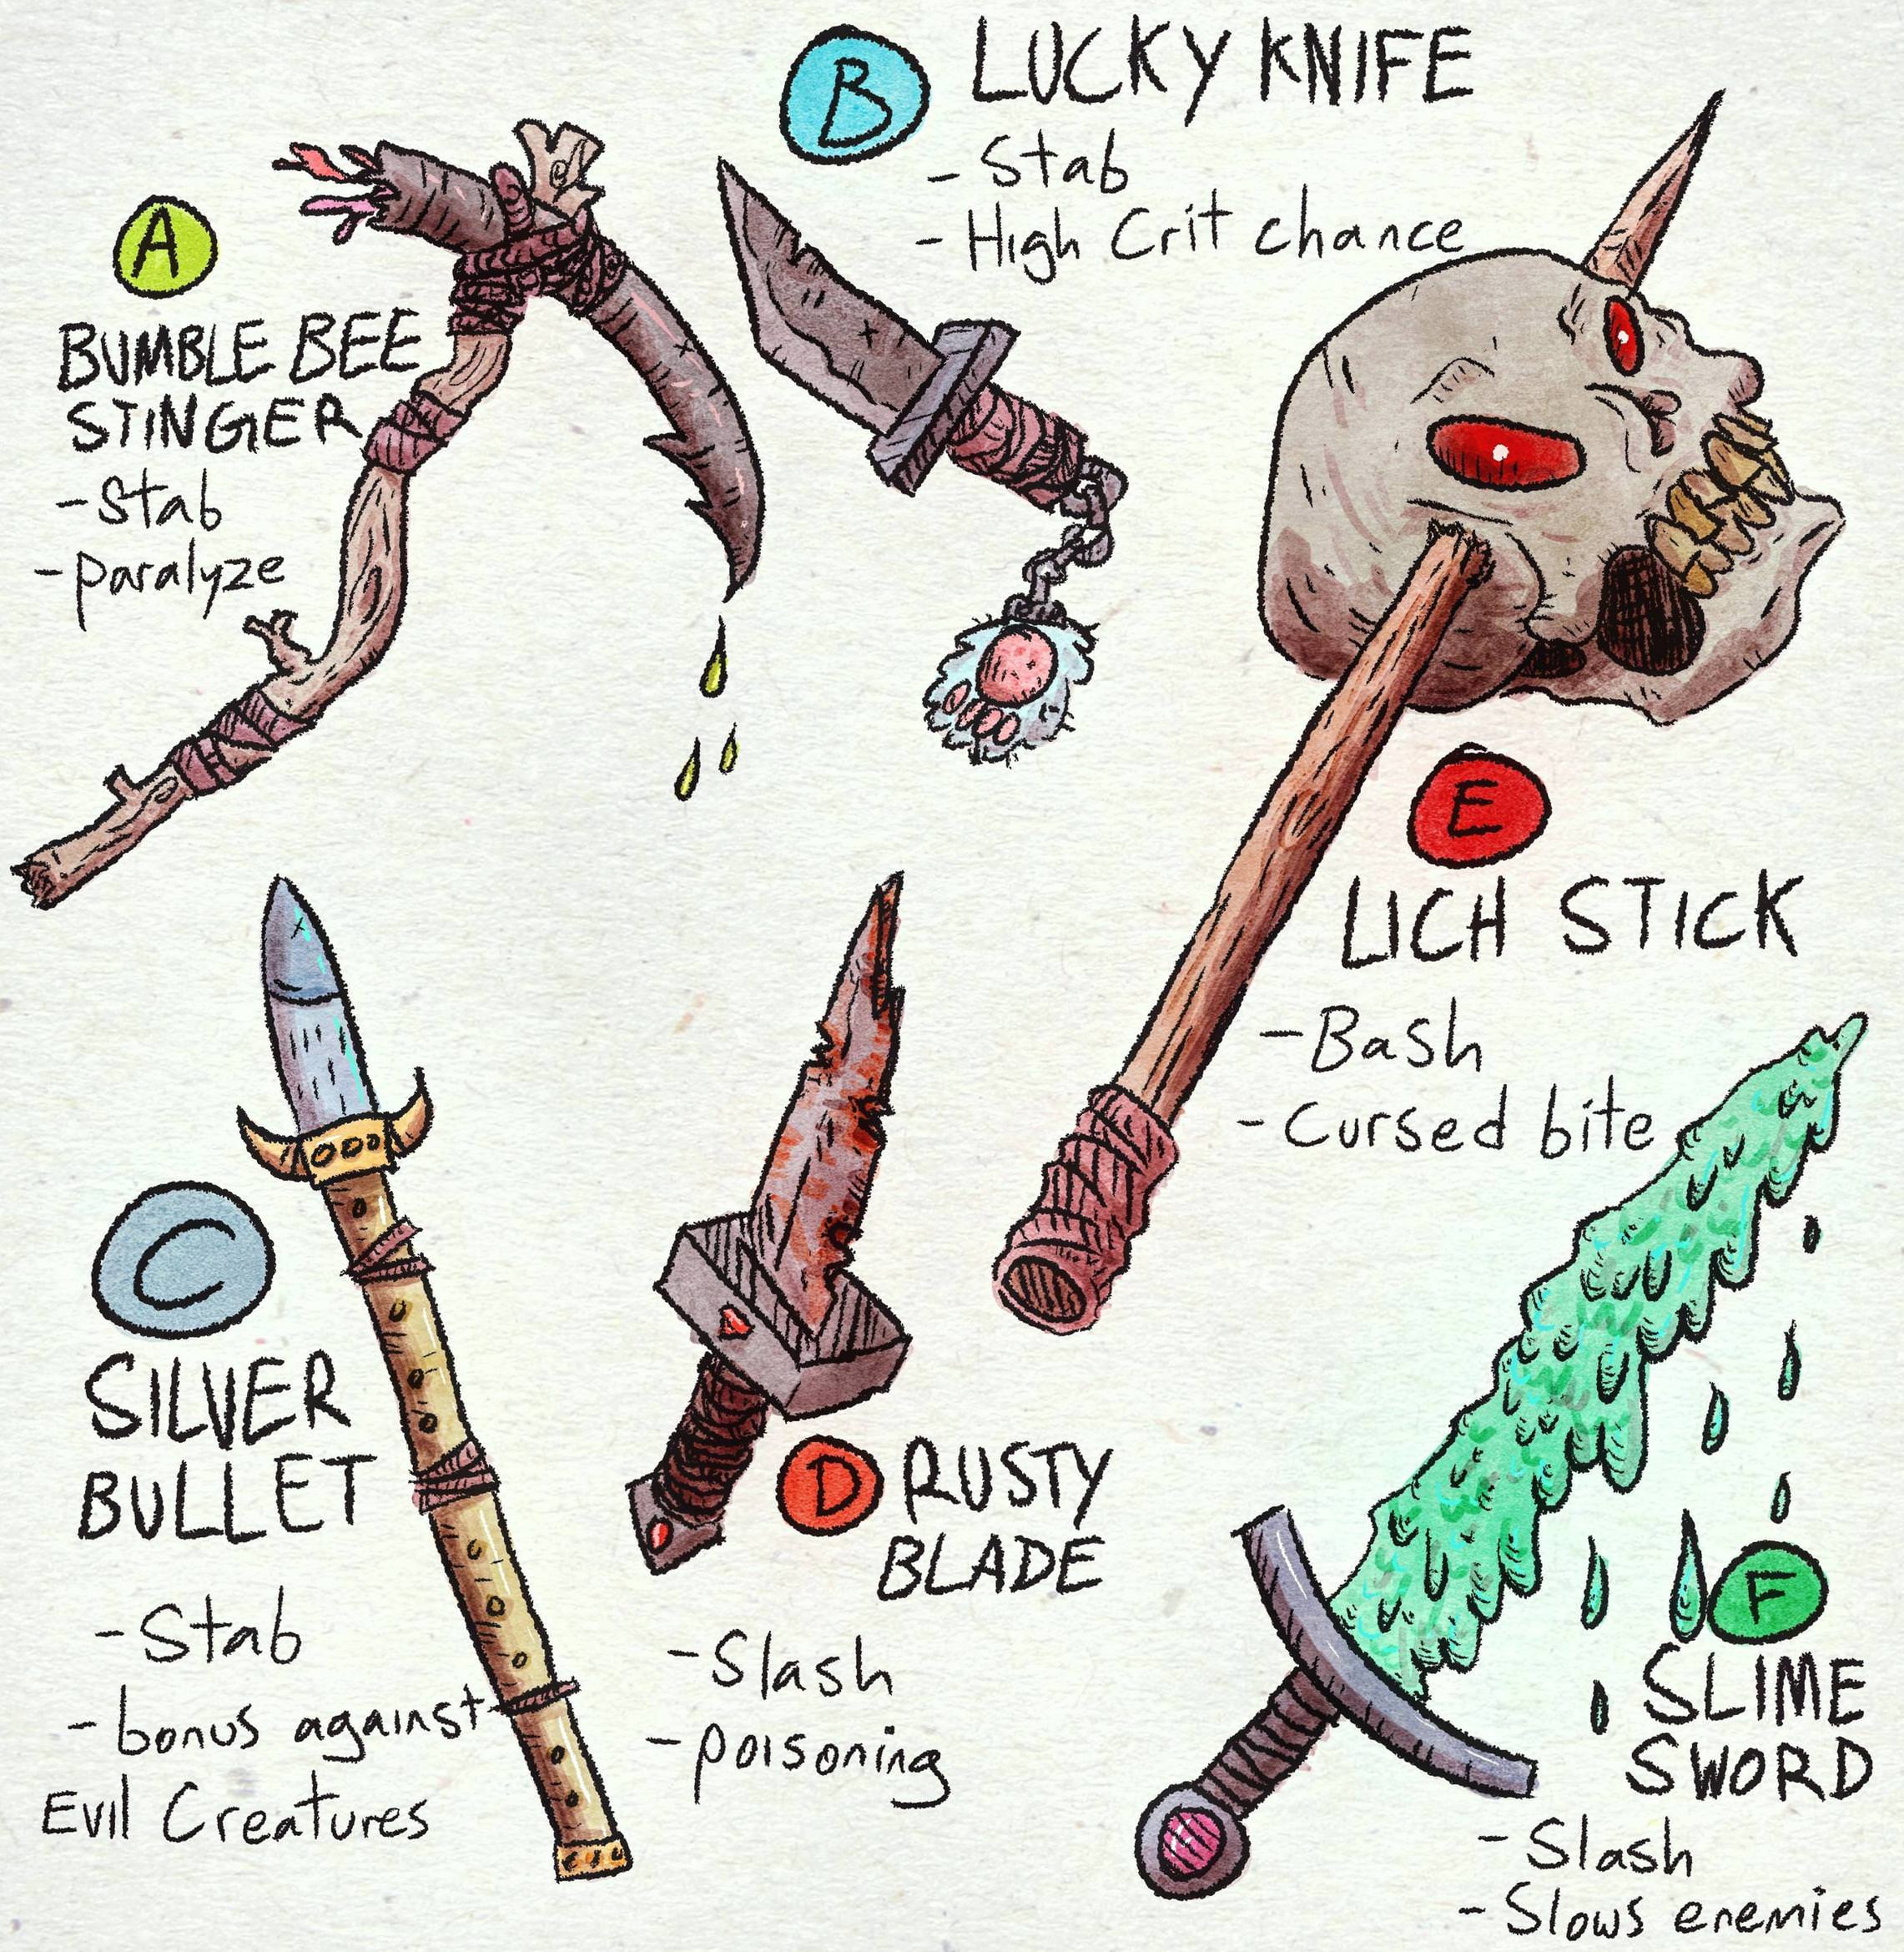 A
BUMBLE BEE
STINGER
- Stab
- paralyze
B
LUCKY KNIFE
- Stab
- High Crit chance
E
LICH STICK
- Bash
- Cursed bite
C
SILVER
BULLET
- Stab
- bonus against
Evil Creatures
D
RUSTY
BLADE
- Slash
- poisoning
F
SLIME
SWORD
- Slash
- Slows enemies